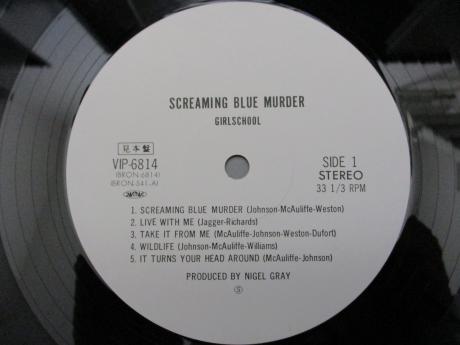 SCREAMING BLUE MURDER
GIRLSCHOOL
見本盤
VIP-6814
(BRON-6814)
(BRON-541-A)
SIDE 1
STEREO
33 1/3 RPM
1. SCREAMING BLUE MURDER (Johnson-McAuliffe-Weston)
2. LIVE WITH ME (Jagger-Richards)
3. TAKE IT FROM ME (McAuliffe-Johnson-Weston-Dufort)
4. WILDLIFE (Johnson-McAuliffe-Williams)
5. IT TURNS YOUR HEAD AROUND (McAuliffe-Johnson)
PRODUCED BY NIGEL GRAY
Ⓢ